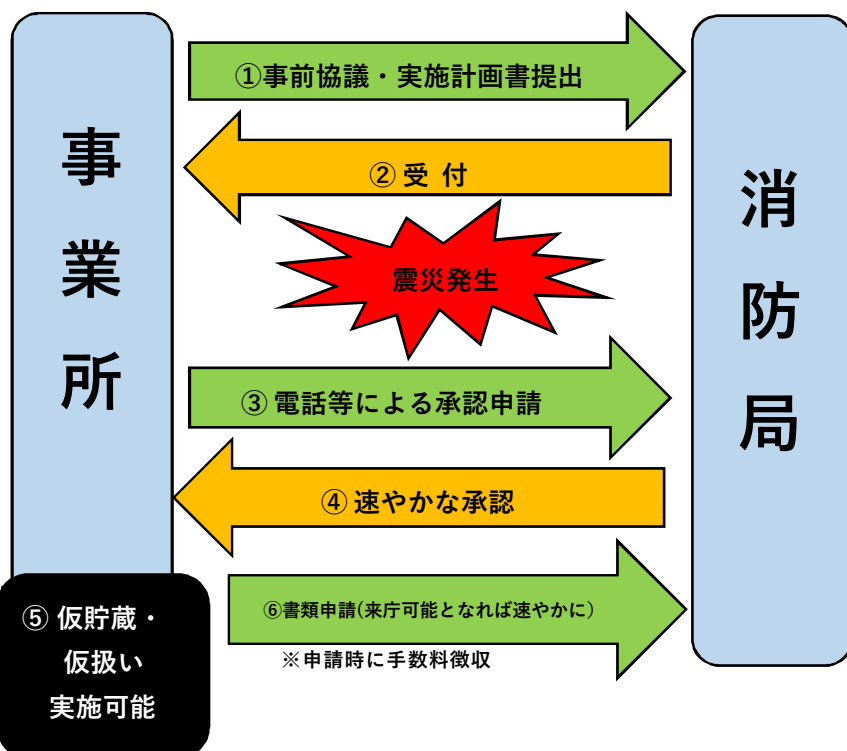 事業所
消防局
①事前協議・実施計画書提出
②受 付
震災発生
③電話等による承認申請
④速やかな承認
⑤仮貯蔵・
仮扱い
実施可能
⑥書類申請(来庁可能となれば速やかに）
※申請時に手数料徴収